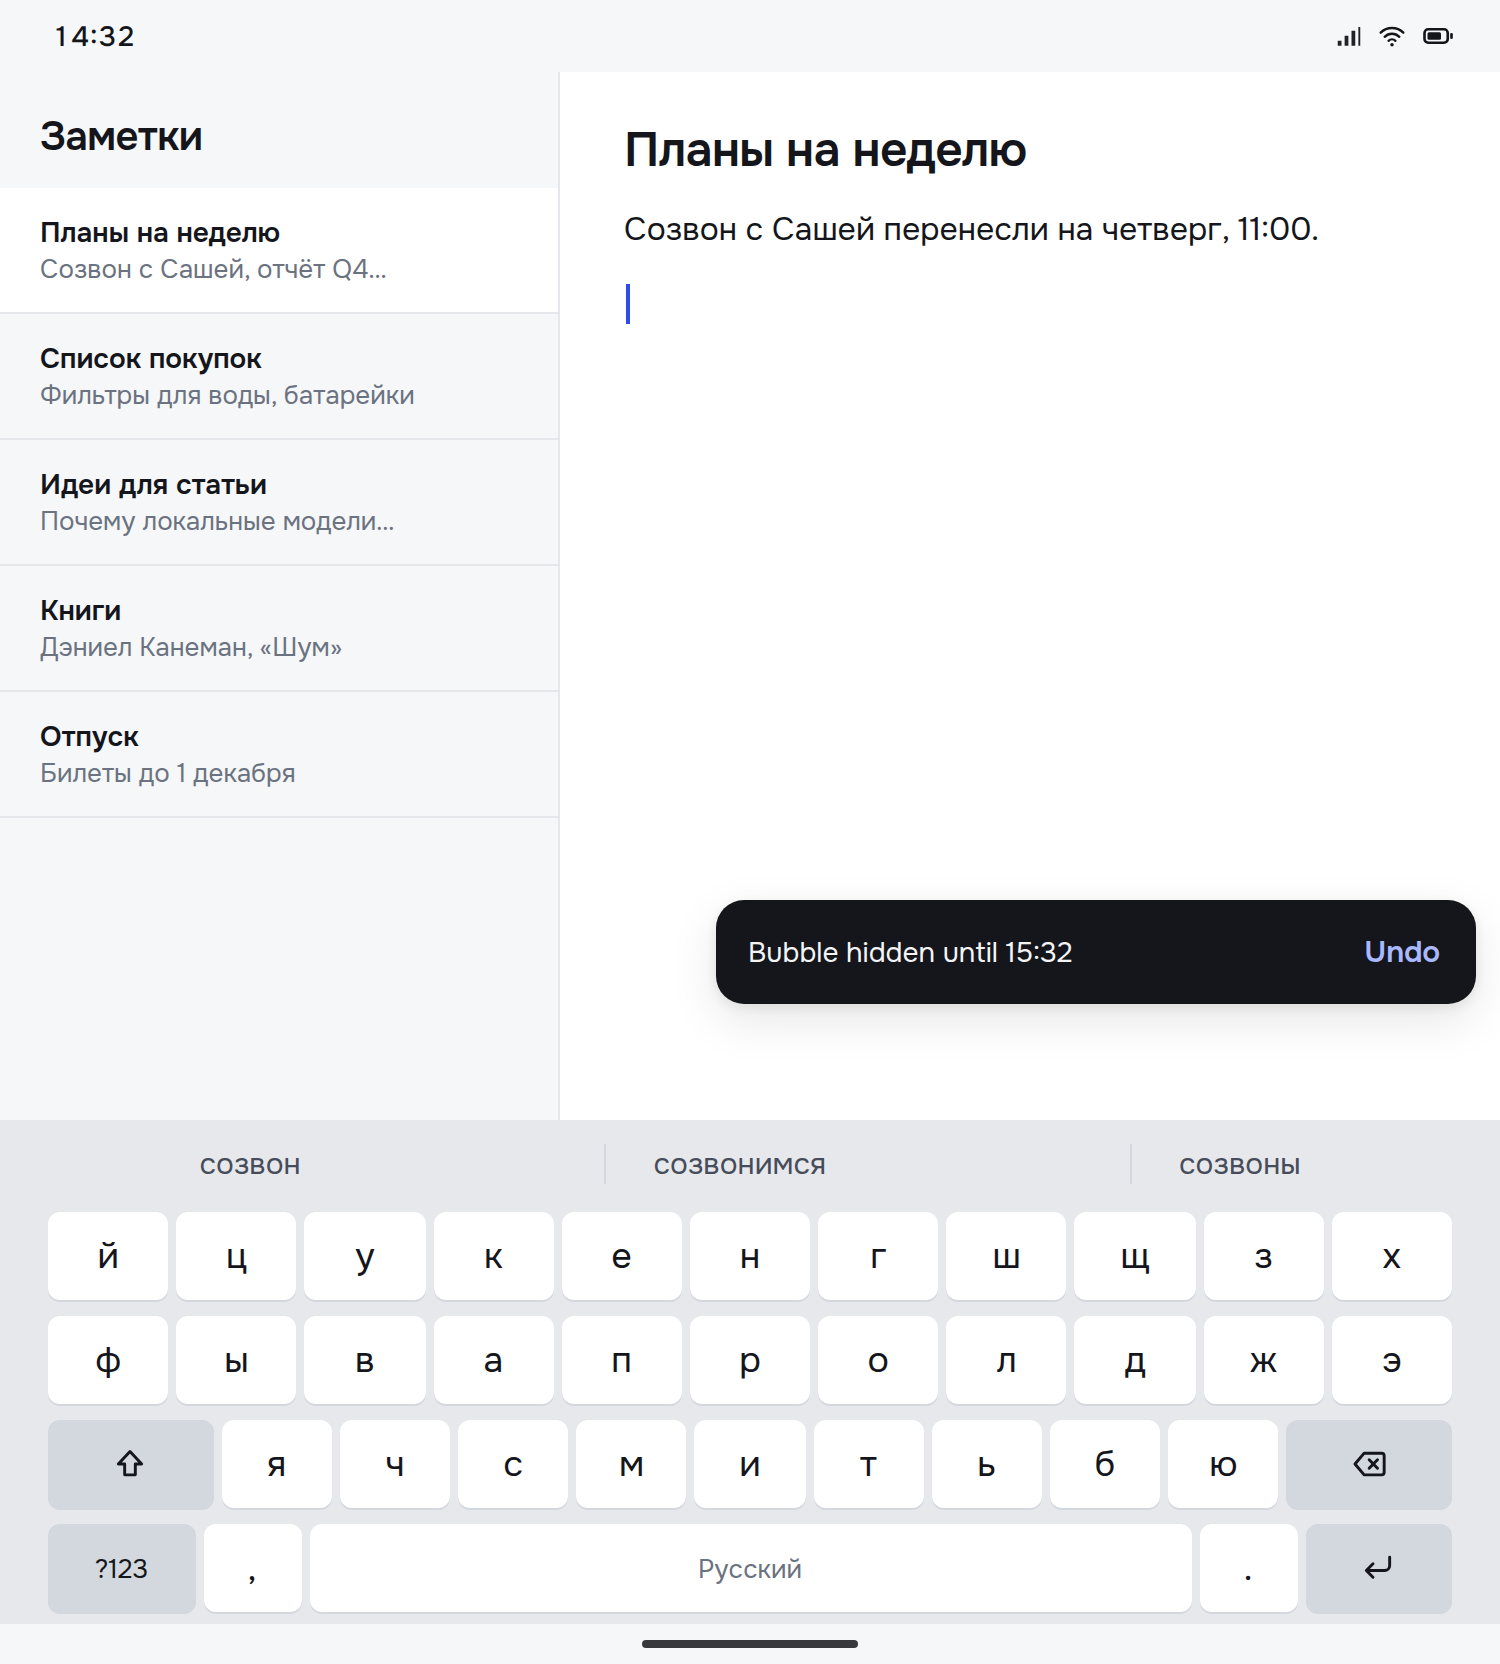 14:32
Заметки
Планы на неделю
Созвон с Сашей, отчёт Q4...
Список покупок
Фильтры для воды, батарейки
Идеи для статьи
Почему локальные модели...
Книги
Дэниел Канеман, «Шум»
Отпуск
Билеты до 1 декабря
Планы на неделю
Созвон с Сашей перенесли на четверг, 11:00.
Bubble hidden until 15:32 Undo
созвон созвонимся созвоны
й ц у к е н г ш щ з х
ф ы в а п р о л д ж э
я ч с м и т ь б ю
?123 , Русский .